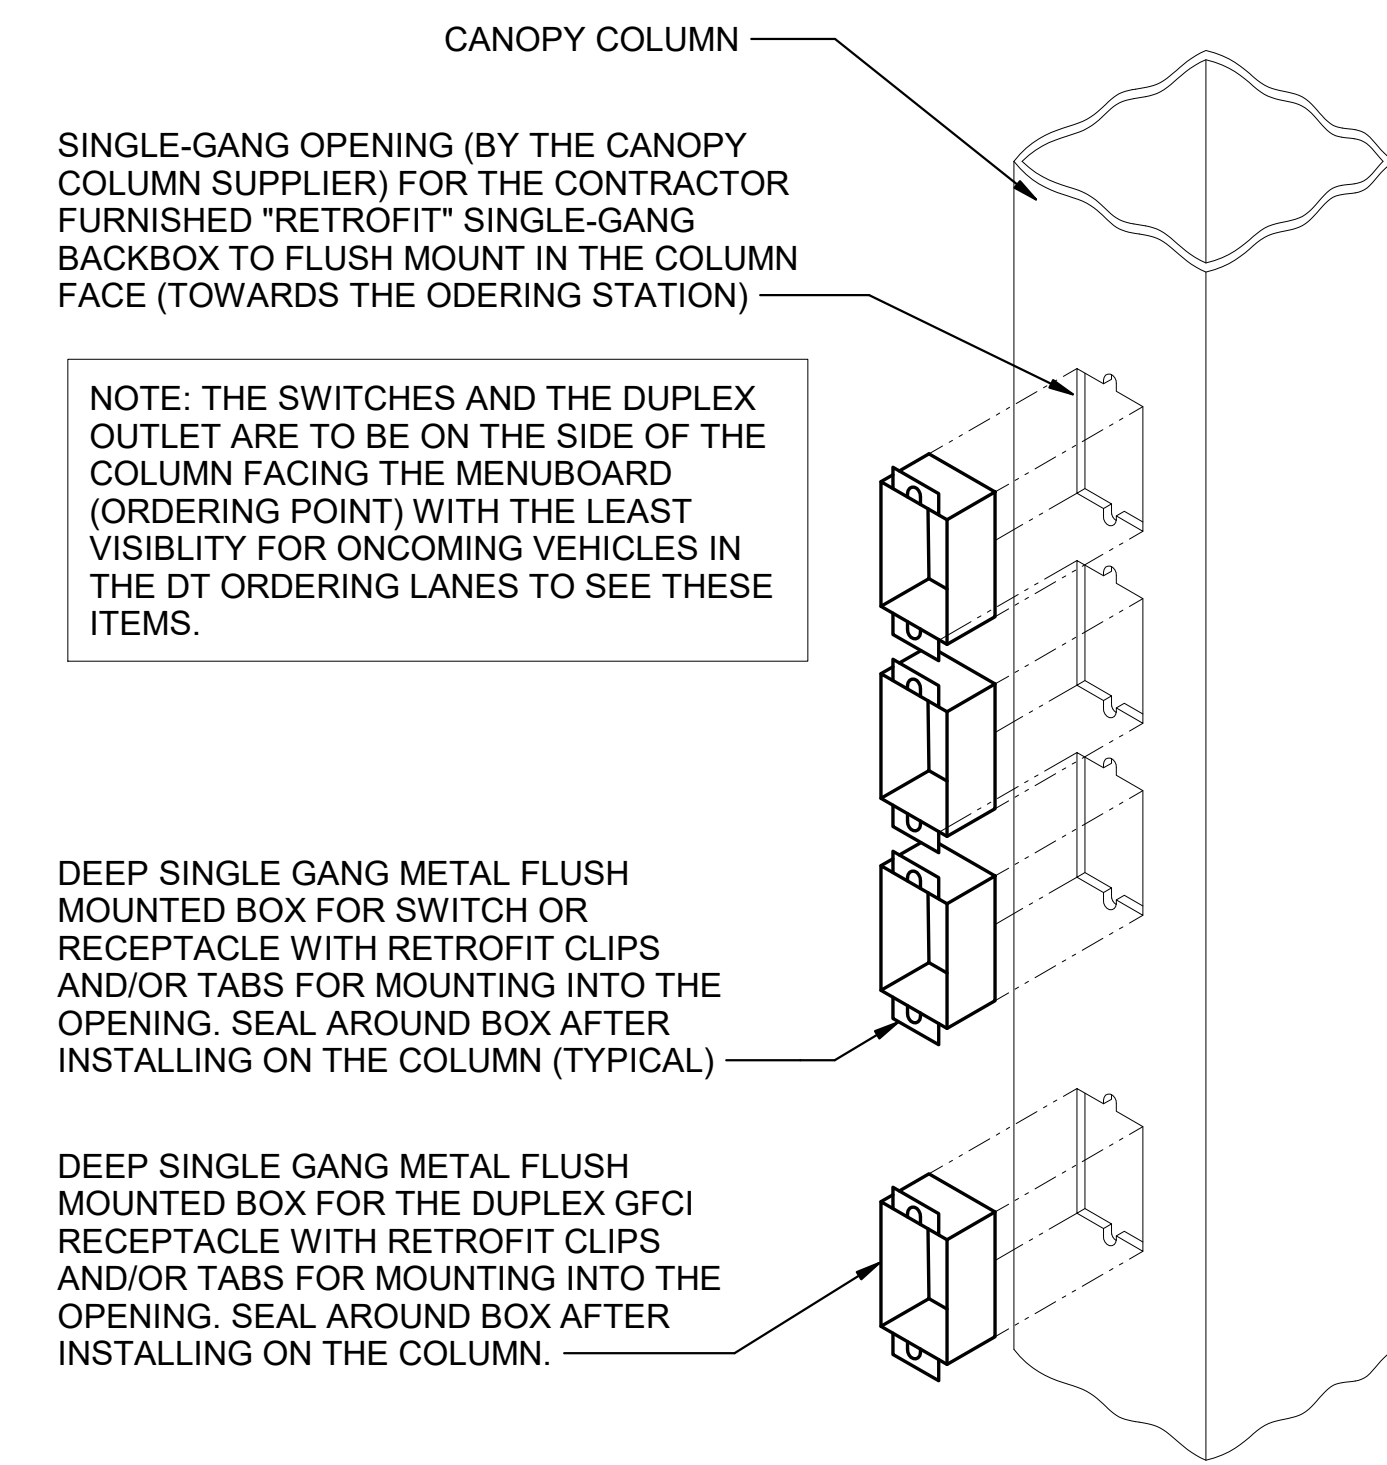 CANOPY COLUMN
SINGLE-GANG OPENING (BY THE CANOPY
COLUMN SUPPLIER) FOR THE CONTRACTOR
FURNISHED "RETROFIT" SINGLE-GANG
BACKBOX TO FLUSH MOUNT IN THE COLUMN
FACE (TOWARDS THE ODERING STATION)
NOTE: THE SWITCHES AND THE DUPLEX
OUTLET ARE TO BE ON THE SIDE OF THE
COLUMN FACING THE MENUBOARD
(ORDERING POINT) WITH THE LEAST
VISIBLITY FOR ONCOMING VEHICLES IN
THE DT ORDERING LANES TO SEE THESE
ITEMS.
DEEP SINGLE GANG METAL FLUSH
MOUNTED BOX FOR SWITCH OR
RECEPTACLE WITH RETROFIT CLIPS
AND/OR TABS FOR MOUNTING INTO THE
OPENING. SEAL AROUND BOX AFTER
INSTALLING ON THE COLUMN (TYPICAL)
DEEP SINGLE GANG METAL FLUSH
MOUNTED BOX FOR THE DUPLEX GFCI
RECEPTACLE WITH RETROFIT CLIPS
AND/OR TABS FOR MOUNTING INTO THE
OPENING. SEAL AROUND BOX AFTER
INSTALLING ON THE COLUMN.